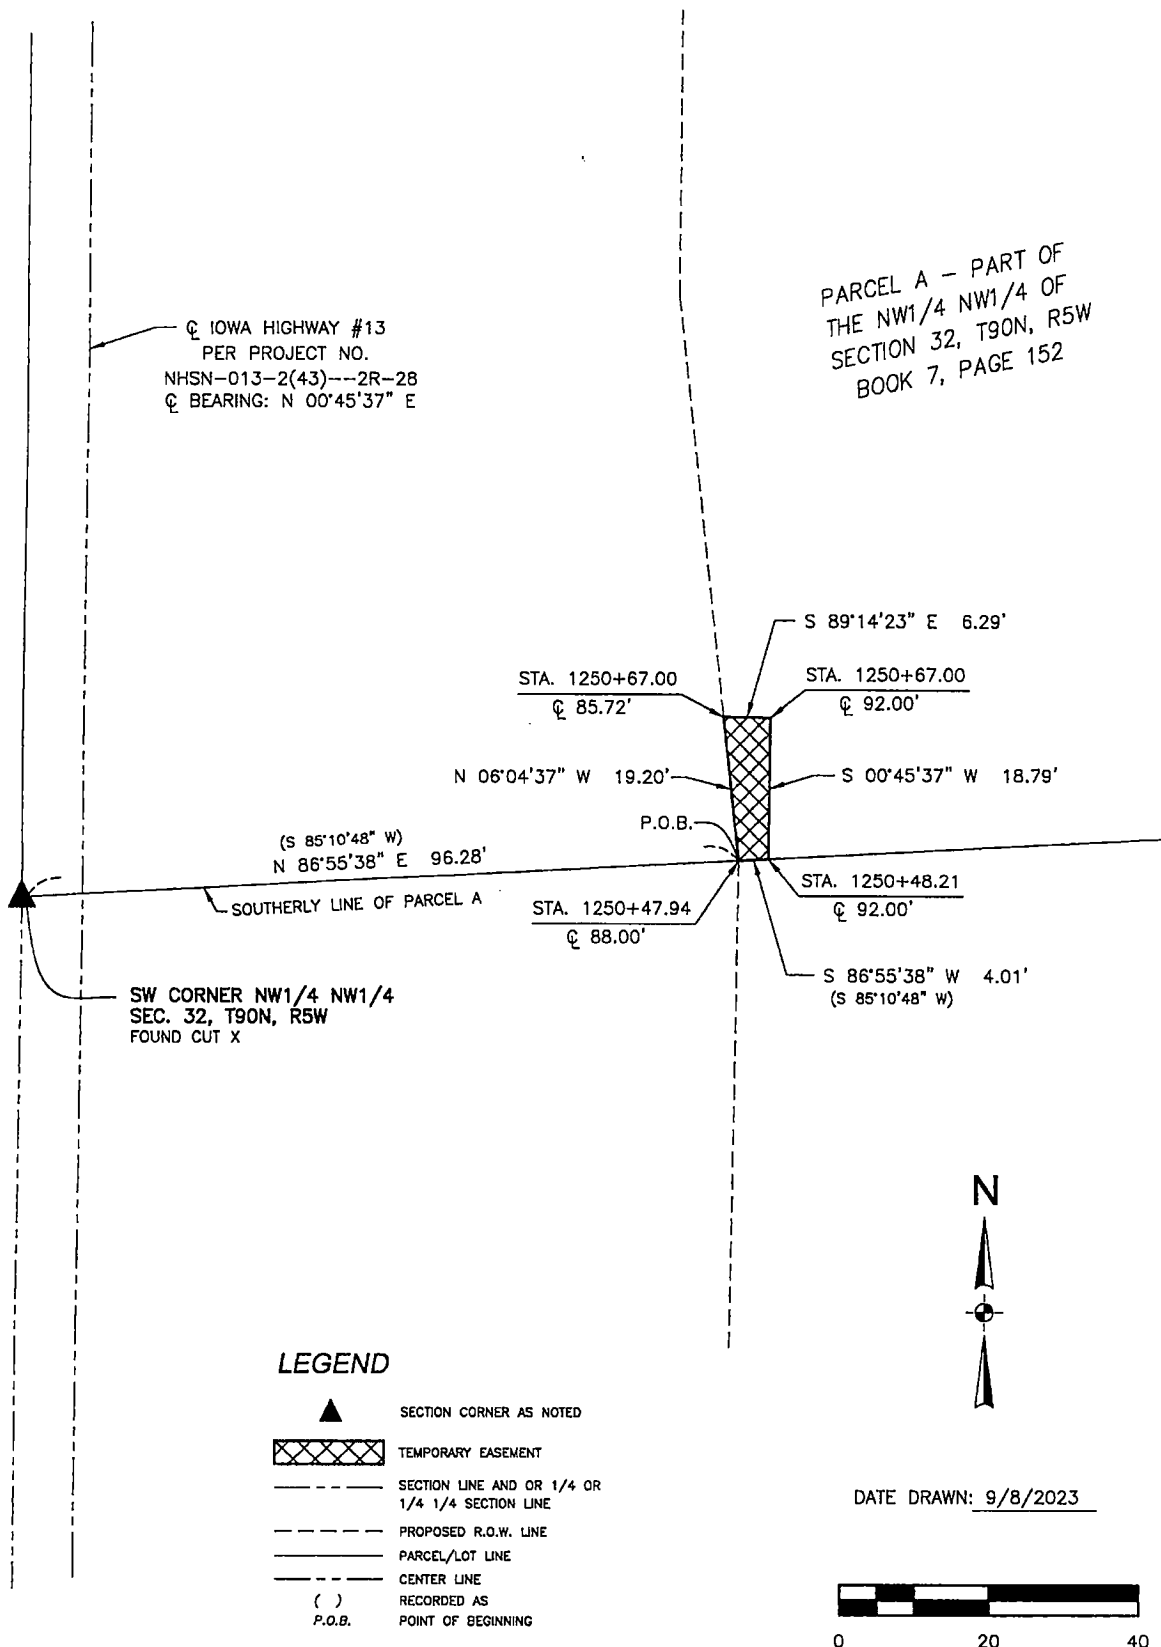 ℄ IOWA HIGHWAY #13
PER PROJECT NO.
NHSN-013-2(43)---2R-28
℄ BEARING: N 00°45'37" E
PARCEL A - PART OF
THE NW1/4 NW1/4 OF
SECTION 32, T90N, R5W
BOOK 7, PAGE 152
S 89°14'23" E 6.29'
STA. 1250+67.00
℄ 85.72'
STA. 1250+67.00
℄ 92.00'
N 06°04'37" W 19.20'
S 00°45'37" W 18.79'
P.O.B.
(S 85°10'48" W)
N 86°55'38" E 96.28'
SOUTHERLY LINE OF PARCEL A
STA. 1250+47.94
℄ 88.00'
STA. 1250+48.21
℄ 92.00'
S 86°55'38" W 4.01'
(S 85°10'48" W)
SW CORNER NW1/4 NW1/4
SEC. 32, T90N, R5W
FOUND CUT X
N
LEGEND
SECTION CORNER AS NOTED
TEMPORARY EASEMENT
SECTION LINE AND OR 1/4 OR
1/4 1/4 SECTION LINE
PROPOSED R.O.W. LINE
PARCEL/LOT LINE
CENTER LINE
( ) RECORDED AS
P.O.B. POINT OF BEGINNING
DATE DRAWN: 9/8/2023
0 20 40